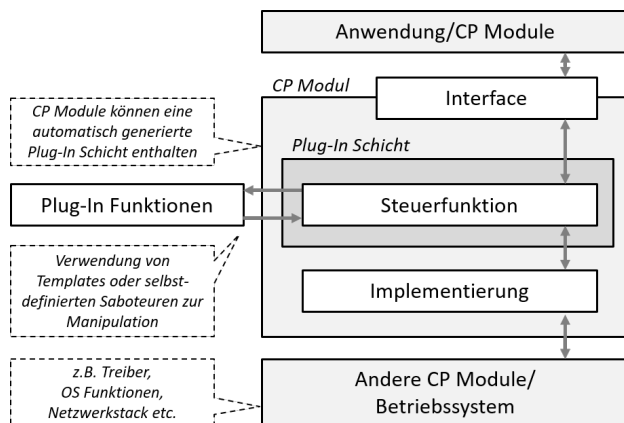 Anwendung/CP Module
CP Modul
Interface
CP Module können eine
automatisch generierte
Plug-In Schicht enthalten
Plug-In Schicht
Plug-In Funktionen
Steuerfunktion
Verwendung von
Templates oder selbst-
definierten Saboteuren zur
Manipulation
Implementierung
z.B. Treiber,
OS Funktionen,
Netzwerkstack etc.
Andere CP Module/
Betriebssystem